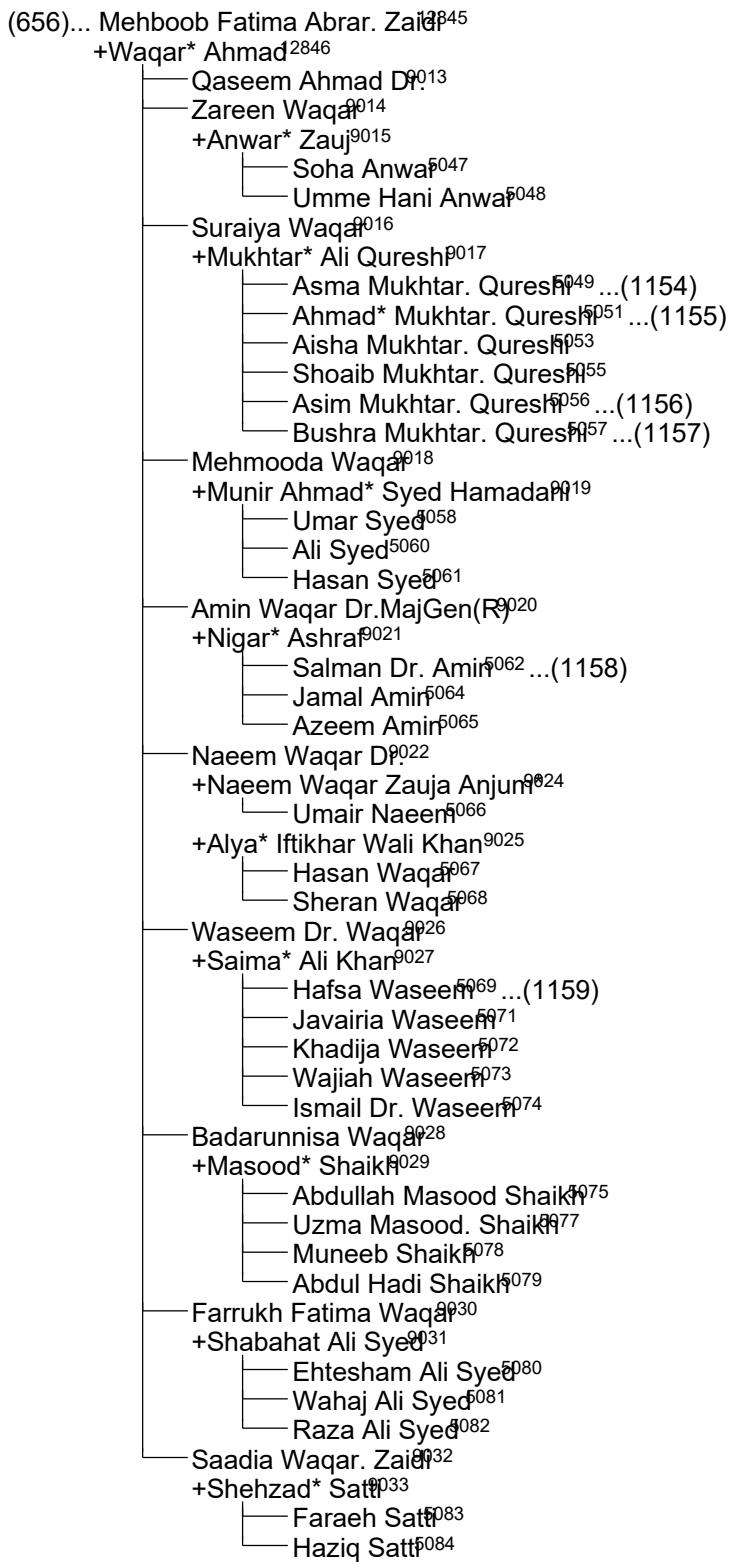 (656)... Mehboob Fatima Abrar. Zaidi12845
+Waqar* Ahmad12846
Qaseem Ahmad Dr.9013
Zareen Waqar9014
+Anwar* Zauj9015
Soha Anwar5047
Umme Hani Anwar5048
Suraiya Waqar9016
+Mukhtar* Ali Qureshi9017
Asma Mukhtar. Qureshi5049 ...(1154)
Ahmad* Mukhtar. Qureshi5051 ...(1155)
Aisha Mukhtar. Qureshi5053
Shoaib Mukhtar. Qureshi5055
Asim Mukhtar. Qureshi5056 ...(1156)
Bushra Mukhtar. Qureshi5057 ...(1157)
Mehmooda Waqar9018
+Munir Ahmad* Syed Hamadani9019
Umar Syed5058
Ali Syed5060
Hasan Syed5061
Amin Waqar Dr.MajGen(R)9020
+Nigar* Ashraf9021
Salman Dr. Amin5062 ...(1158)
Jamal Amin5064
Azeem Amin5065
Naeem Waqar Dr.9022
+Naeem Waqar Zauja Anjum*9024
Umair Naeem5066
+Alya* Iftikhar Wali Khan9025
Hasan Waqar5067
Sheran Waqar5068
Waseem Dr. Waqar9026
+Saima* Ali Khan9027
Hafsa Waseem5069 ...(1159)
Javairia Waseem5071
Khadija Waseem5072
Wajiah Waseem5073
Ismail Dr. Waseem5074
Badarunnisa Waqar9028
+Masood* Shaikh9029
Abdullah Masood Shaikh5075
Uzma Masood. Shaikh5077
Muneeb Shaikh5078
Abdul Hadi Shaikh5079
Farrukh Fatima Waqar9030
+Shabahat Ali Syed9031
Ehtesham Ali Syed5080
Wahaj Ali Syed5081
Raza Ali Syed5082
Saadia Waqar. Zaidi9032
+Shehzad* Satti9033
Faraeh Satti5083
Haziq Satti5084